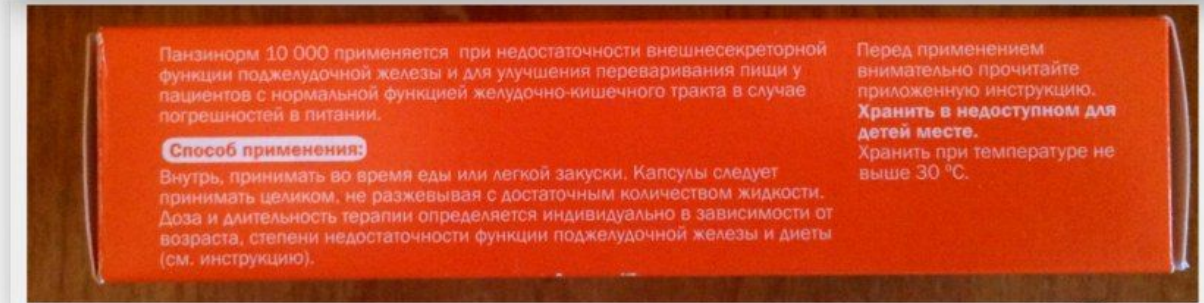 Панзинорм 10 000 применяется при недостаточности внешнесекреторной
функции поджелудочной железы и для улучшения переваривания пищи у
пациентов с нормальной функцией желудочно-кишечного тракта в случае
погрешностей в питании.
Способ применения:
Внутрь, принимать во время еды или легкой закуски. Капсулы следует
принимать целиком, не разжевывая с достаточным количеством жидкости.
Доза и длительность терапии определяется индивидуально в зависимости от
возраста, степени недостаточности функции поджелудочной железы и диеты
(см. инструкцию).
Перед применением
внимательно прочитайте
приложенную инструкцию.
Хранить в недоступном для
детей месте.
Хранить при температуре не
выше 30 °C.